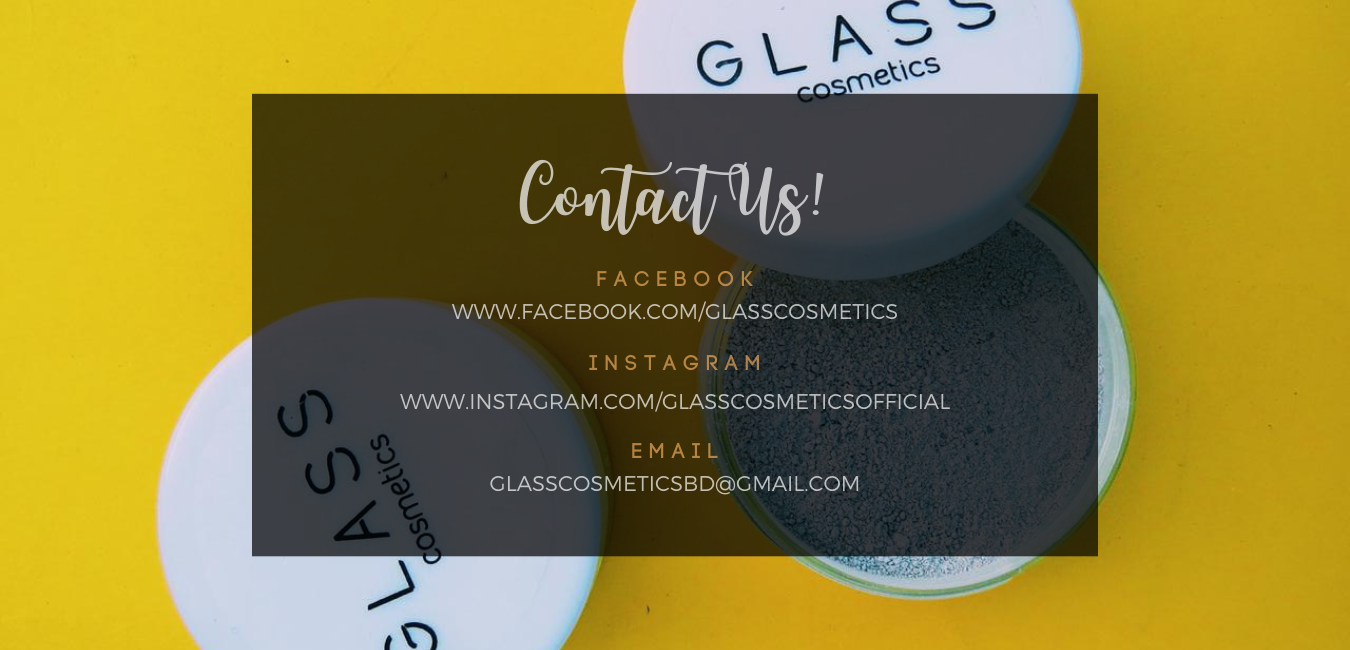 GLASS
cosmetics
Contact Us!
FACEBOOK
WWW.FACEBOOK.COM/GLASSCOSMETICS
INSTAGRAM
WWW.INSTAGRAM.COM/GLASSCOSMETICSOFFICIAL
EMAIL
GLASSCOSMETICSBD@GMAIL.COM
GLASS
cosmetics